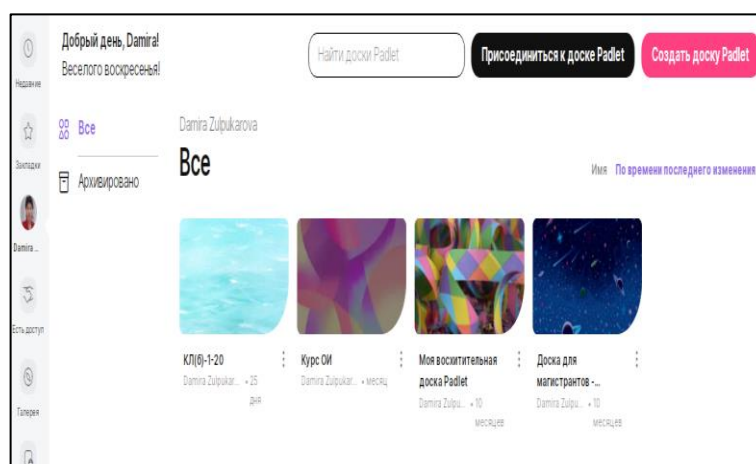 Добрый день, Damira!
Веселого воскресенья!
Найти доски Padlet
Присоединиться к доске Padlet
Создать доску Padlet
Недавние
Закладки
Damira ...
Есть доступ
Галерея
Все
Архивировано
Damira Zulpukarova
Все
Имя По времени последнего изменения
КЛ(б)-1-20
Damira Zulpukar... • 25
дня
Курс ОИ
Damira Zulpukar... • месяц
Моя восхитительная
доска Padlet
Damira Zulpu... • 10
месяцев
Доска для
магистрантов - ...
Damira Zulpu... • 10
месяцев